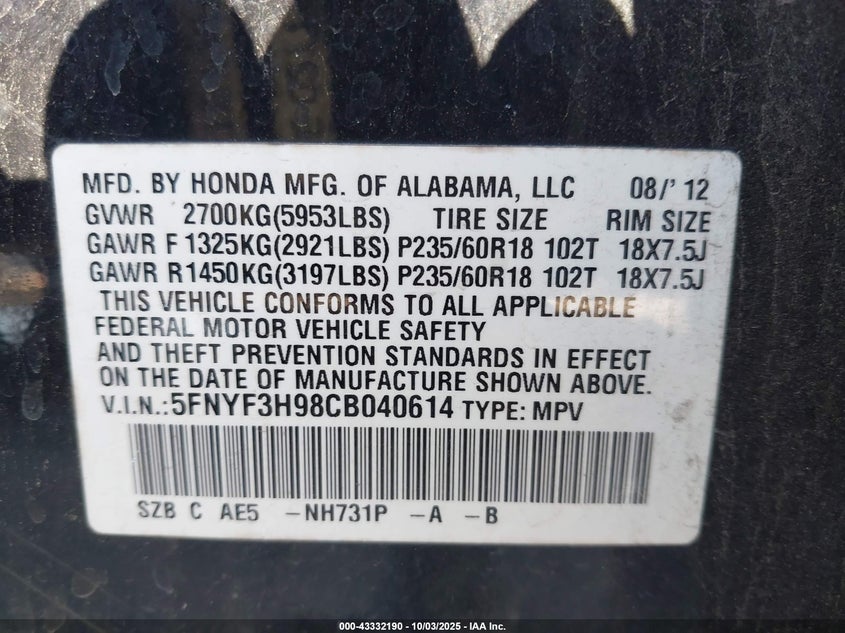 MFD. BY HONDA MFG. OF ALABAMA, LLC 08/' 12
GVWR 2700KG(5953LBS) TIRE SIZE RIM SIZE
GAWR F 1325KG(2921LBS) P235/60R18 102T 18X7.5J
GAWR R1450KG(3197LBS) P235/60R18 102T 18X7.5J
THIS VEHICLE CONFORMS TO ALL APPLICABLE
FEDERAL MOTOR VEHICLE SAFETY
AND THEFT PREVENTION STANDARDS IN EFFECT
ON THE DATE OF MANUFACTURE SHOWN ABOVE.
V.I.N.:5FNYF3H98CB040614 TYPE: MPV
SZB C AE5 -NH731P -A -B
000-43332190 - 10/03/2025 - IAA Inc.